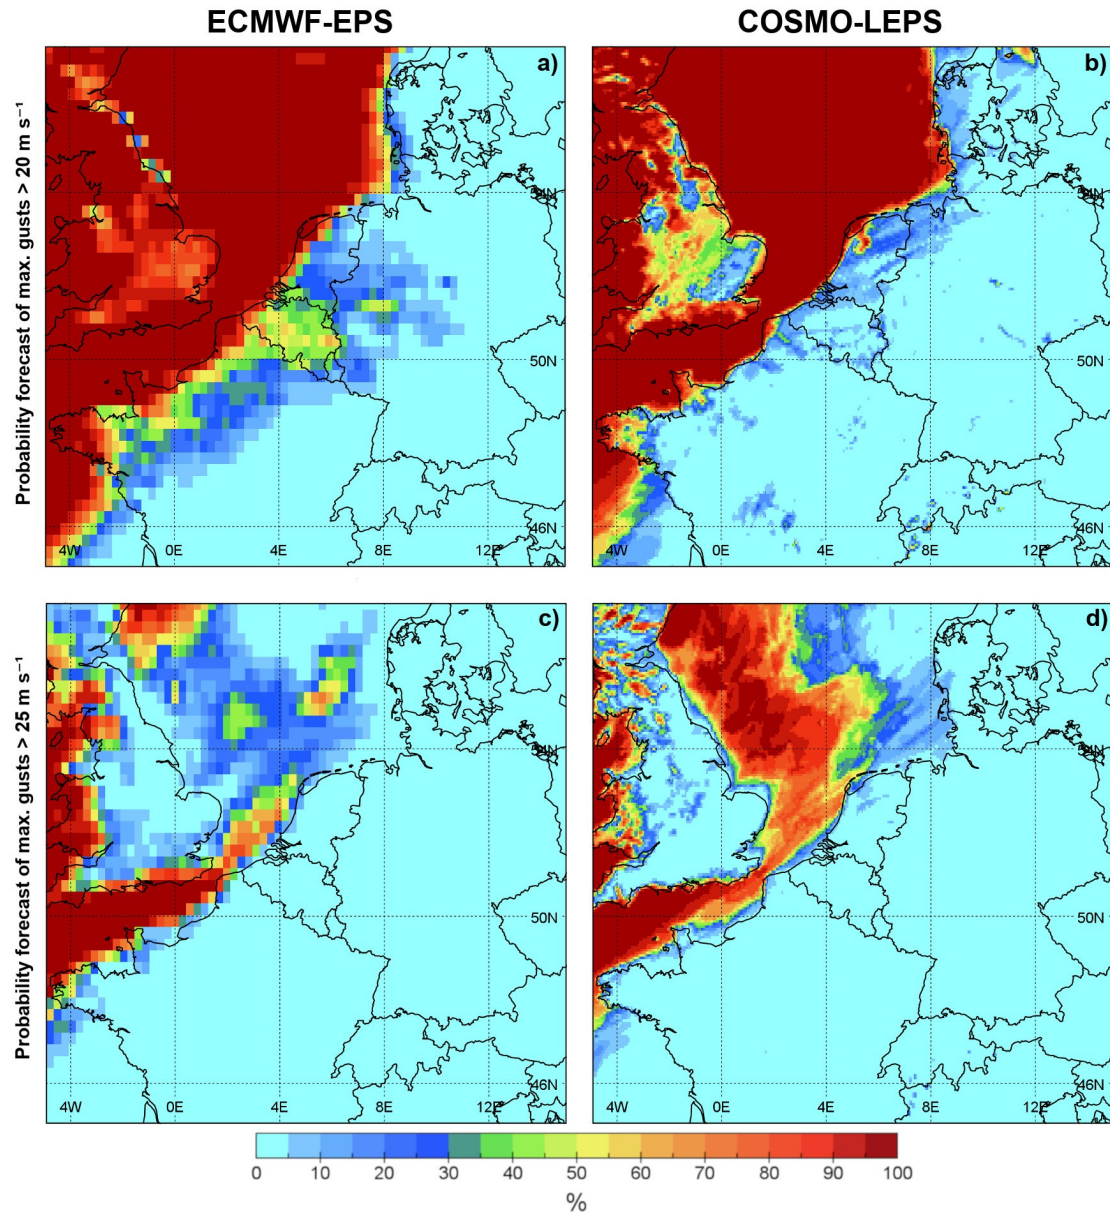 ECMWF-EPS
COSMO-LEPS
Probability forecast of max. gusts > 20 m s⁻¹
a)
54N
50N
46N
4W 0E 4E 8E 12E
b)
54N
50N
46N
4W 0E 4E 8E 12E
Probability forecast of max. gusts > 25 m s⁻¹
c)
54N
50N
46N
4W 0E 4E 8E 12E
d)
54N
50N
46N
4W 0E 4E 8E 12E
0 10 20 30 40 50 60 70 80 90 100
%